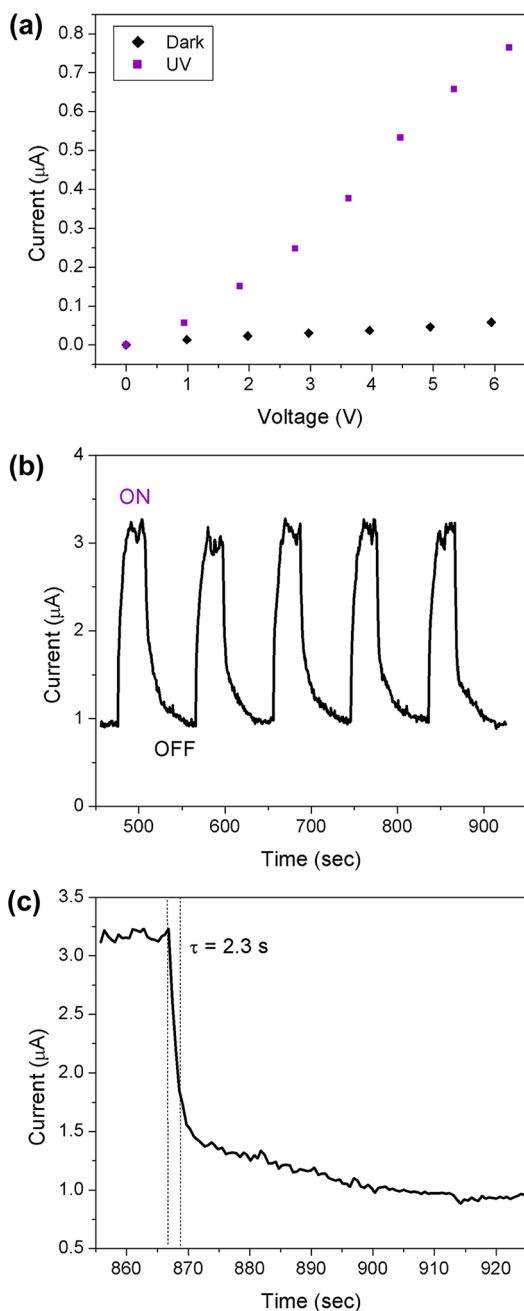 (a)
0.8
0.7
0.6
0.5
0.4
0.3
0.2
0.1
0.0
Current (μA)
Dark
UV
0 1 2 3 4 5 6
Voltage (V)
(b)
4
3
2
1
0
Current (μA)
ON
OFF
500 600 700 800 900
Time (sec)
(c)
3.5
3.0
2.5
2.0
1.5
1.0
0.5
Current (μA)
τ = 2.3 s
860 870 880 890 900 910 920
Time (sec)